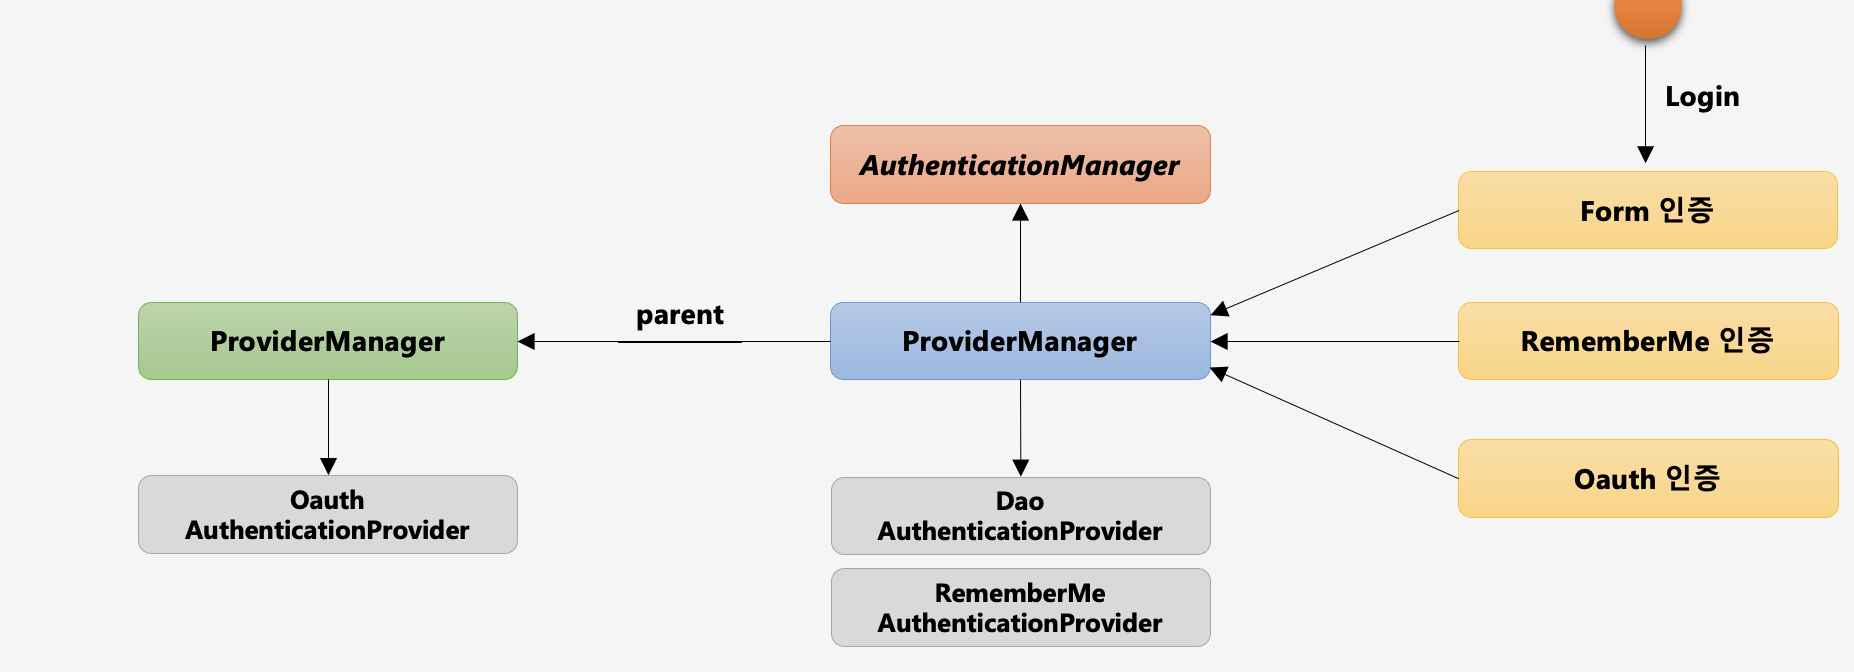 Login
AuthenticationManager
Form 인증
parent
ProviderManager
ProviderManager
RememberMe 인증
Oauth 인증
Oauth
AuthenticationProvider
Dao
AuthenticationProvider
RememberMe
AuthenticationProvider